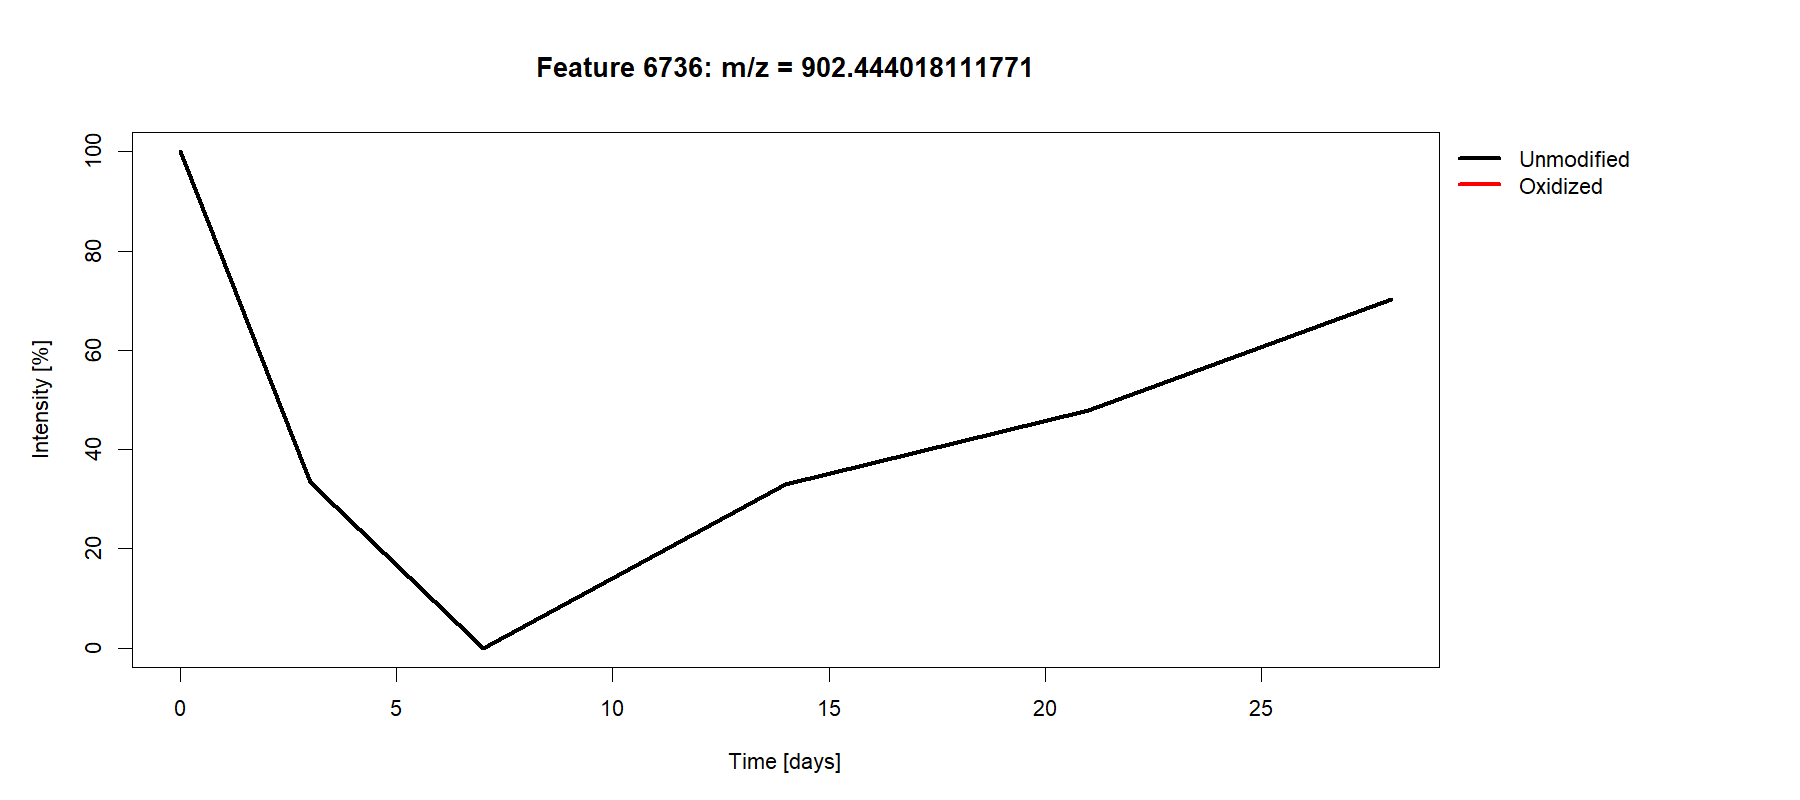 Feature 6736: m/z = 902.444018111771
Unmodified
Oxidized
Intensity [%]
100
80
60
40
20
0
0 5 10 15 20 25
Time [days]